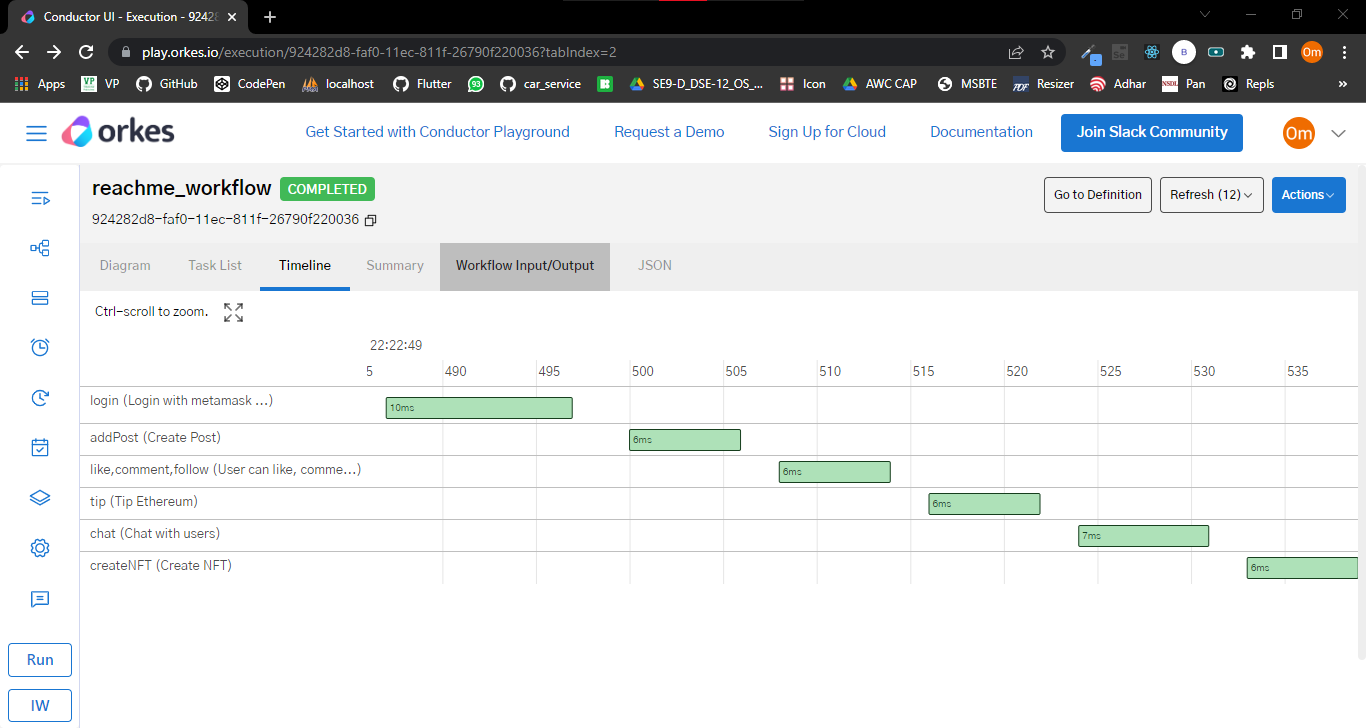 Conductor UI - Execution - 9242
play.orkes.io/execution/924282d8-faf0-11ec-811f-26790f220036?tabIndex=2
B
Om
Apps VP VP GitHub CodePen localhost Flutter 93 car_service SE9-D_DSE-12_OS_... Icon AWC CAP MSBTE TOF Resizer Adhar NSDL Pan Repls »
orkes Get Started with Conductor Playground Request a Demo Sign Up for Cloud Documentation Join Slack Community Om
reachme_workflow COMPLETED
924282d8-faf0-11ec-811f-26790f220036
Go to Definition Refresh (12) Actions
Diagram Task List Timeline Summary Workflow Input/Output JSON
Ctrl-scroll to zoom.
22:22:49
5 490 495 500 505 510 515 520 525 530 535
login (Login with metamask ...) 10ms
addPost (Create Post) 6ms
like,comment,follow (User can like, comme...) 6ms
tip (Tip Ethereum) 6ms
chat (Chat with users) 7ms
createNFT (Create NFT) 6ms
Run
IW